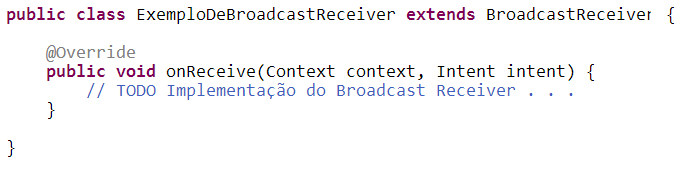 public class ExemploDeBroadcastReceiver extends BroadcastReceiver {
@Override
public void onReceive(Context context, Intent intent) {
// TODO Implementação do Broadcast Receiver . . .
}
}